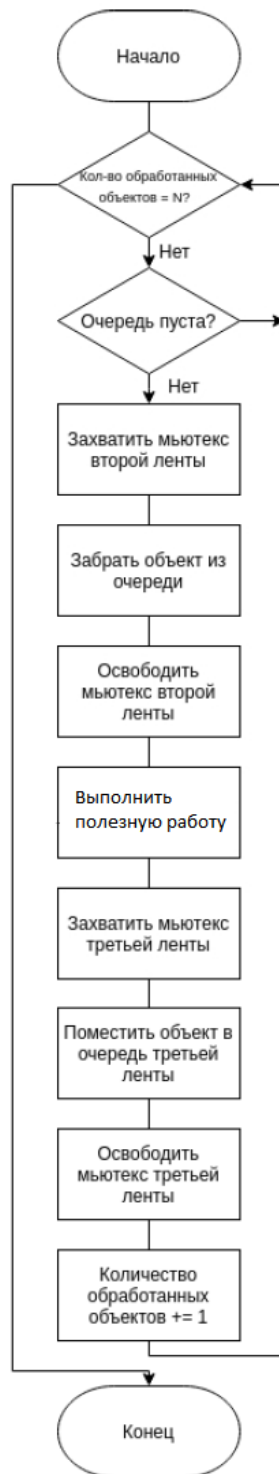 Начало
Кол-во обработанных
объектов = N?
Нет
Очередь пуста?
Нет
Захватить мьютекс
второй ленты
Забрать объект из
очереди
Освободить
мьютекс второй
ленты
Выполнить
полезную работу
Захватить мьютекс
третьей ленты
Поместить объект в
очередь третьей
ленты
Освободить
мьютекс третьей
ленты
Количество
обработанных
объектов += 1
Конец